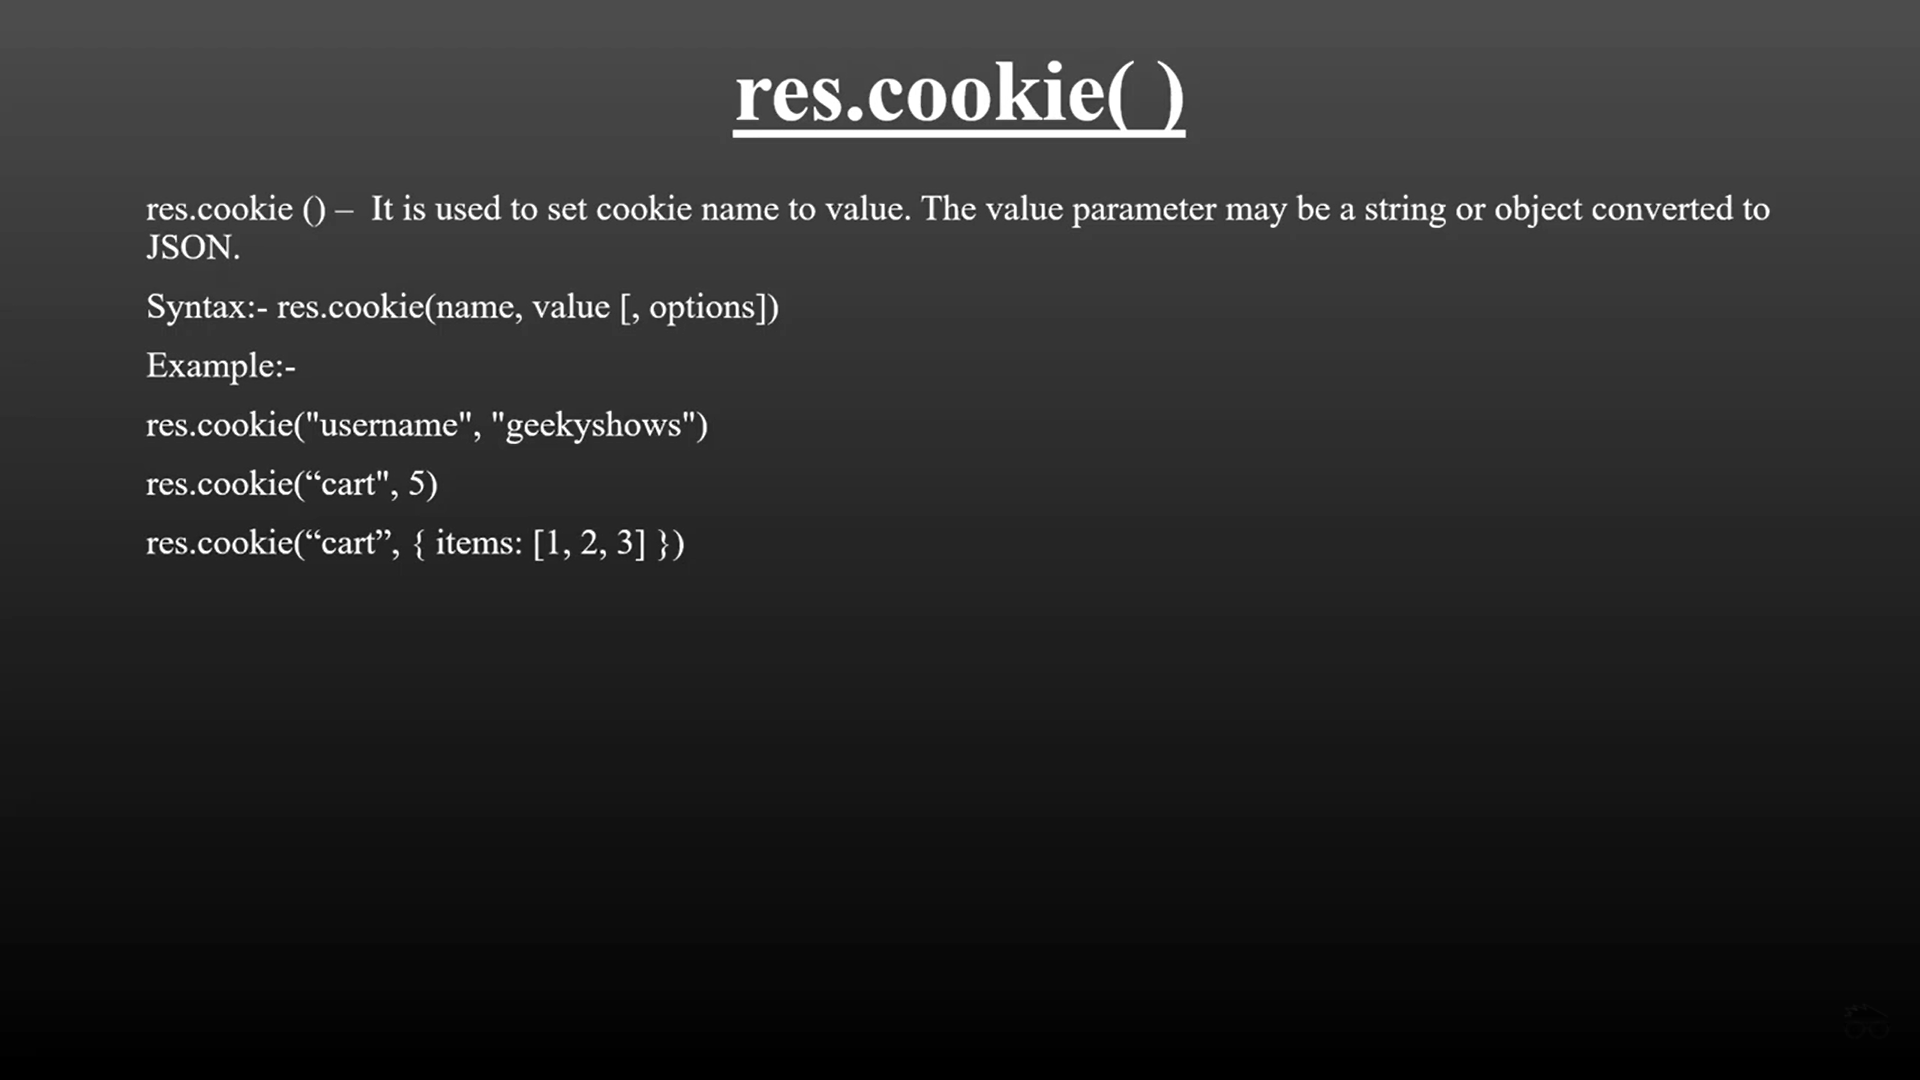 res.cookie( )
res.cookie () –  It is used to set cookie name to value. The value parameter may be a string or object converted to
JSON.
Syntax:- res.cookie(name, value [, options])
Example:-
res.cookie("username", "geekyshows")
res.cookie(“cart", 5)
res.cookie(“cart”, { items: [1, 2, 3] })